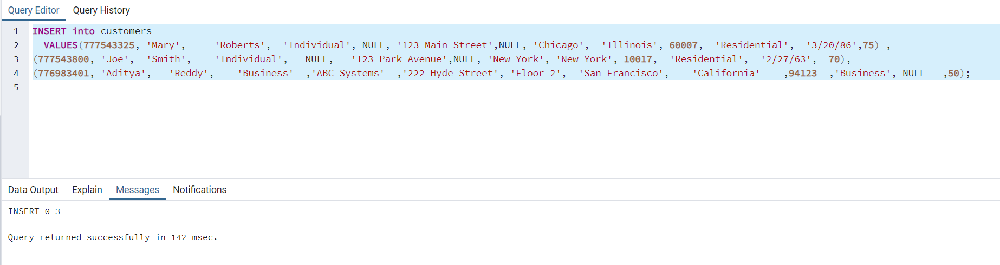 Query Editor Query History
1 INSERT into customers
2 VALUES(777543325, 'Mary', 'Roberts', 'Individual', NULL, '123 Main Street',NULL, 'Chicago', 'Illinois', 60007, 'Residential', '3/20/86',75) ,
3 (777543800, 'Joe', 'Smith', 'Individual', NULL, '123 Park Avenue',NULL, 'New York', 'New York', 10017, 'Residential', '2/27/63', 70),
4 (776983401, 'Aditya', 'Reddy', 'Business' ,'ABC Systems' ,'222 Hyde Street', 'Floor 2', 'San Francisco', 'California' ,94123 ,'Business', NULL ,50);
5
Data Output Explain Messages Notifications
INSERT 0 3
Query returned successfully in 142 msec.